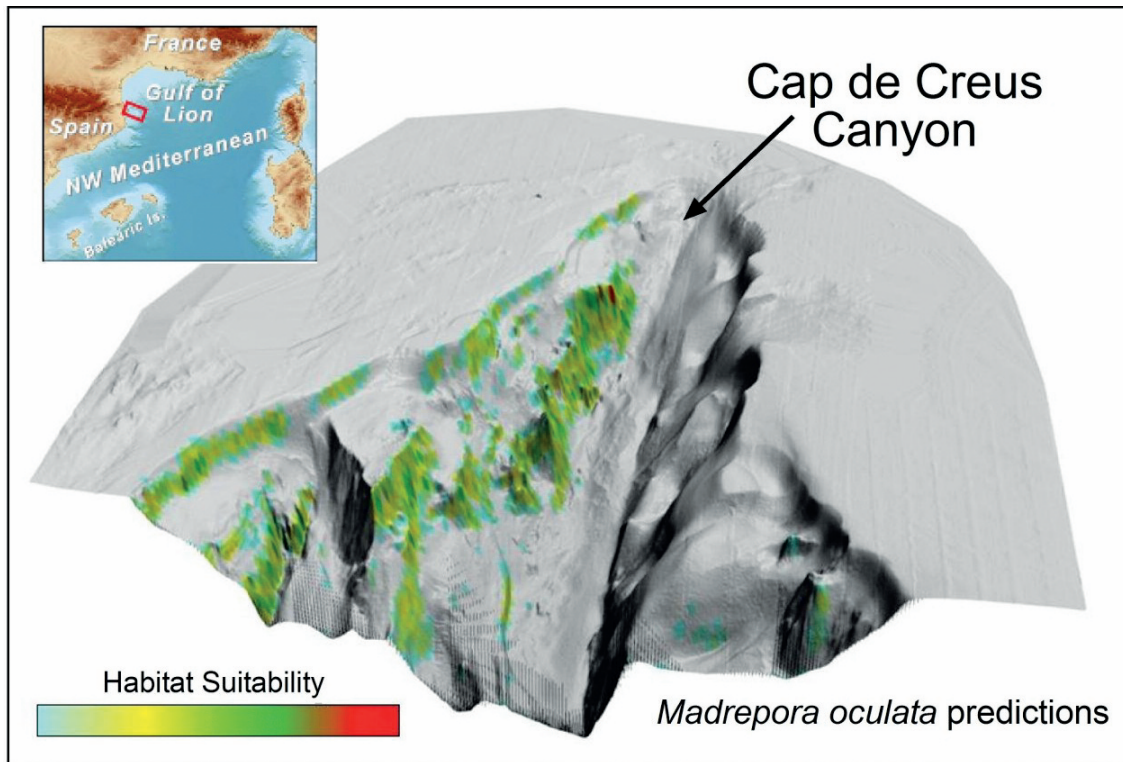 France
Gulf of
Lion
Spain
NW Mediterranean
Balearic Is.
Cap de Creus
Canyon
Habitat Suitability
Madrepora oculata predictions